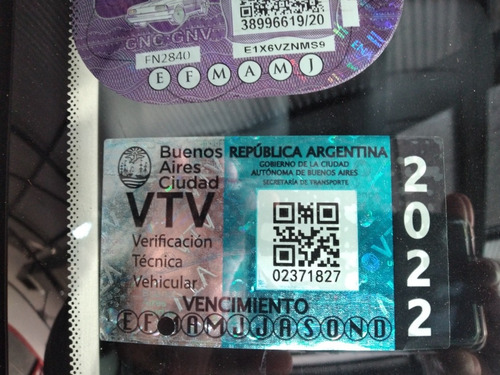 38996619/20
GNC-GNV
FN2840
E1X6VZNMS9
E F M A M J
Buenos
Aires
Ciudad
REPÚBLICA ARGENTINA
GOBIERNO DE LA CIUDAD
AUTÓNOMA DE BUENOS AIRES
SECRETARÍA DE TRANSPORTE
VTV
Verificación
Técnica
Vehicular
02371827
VENCIMIENTO
E F M A M J J A S O N D
2022